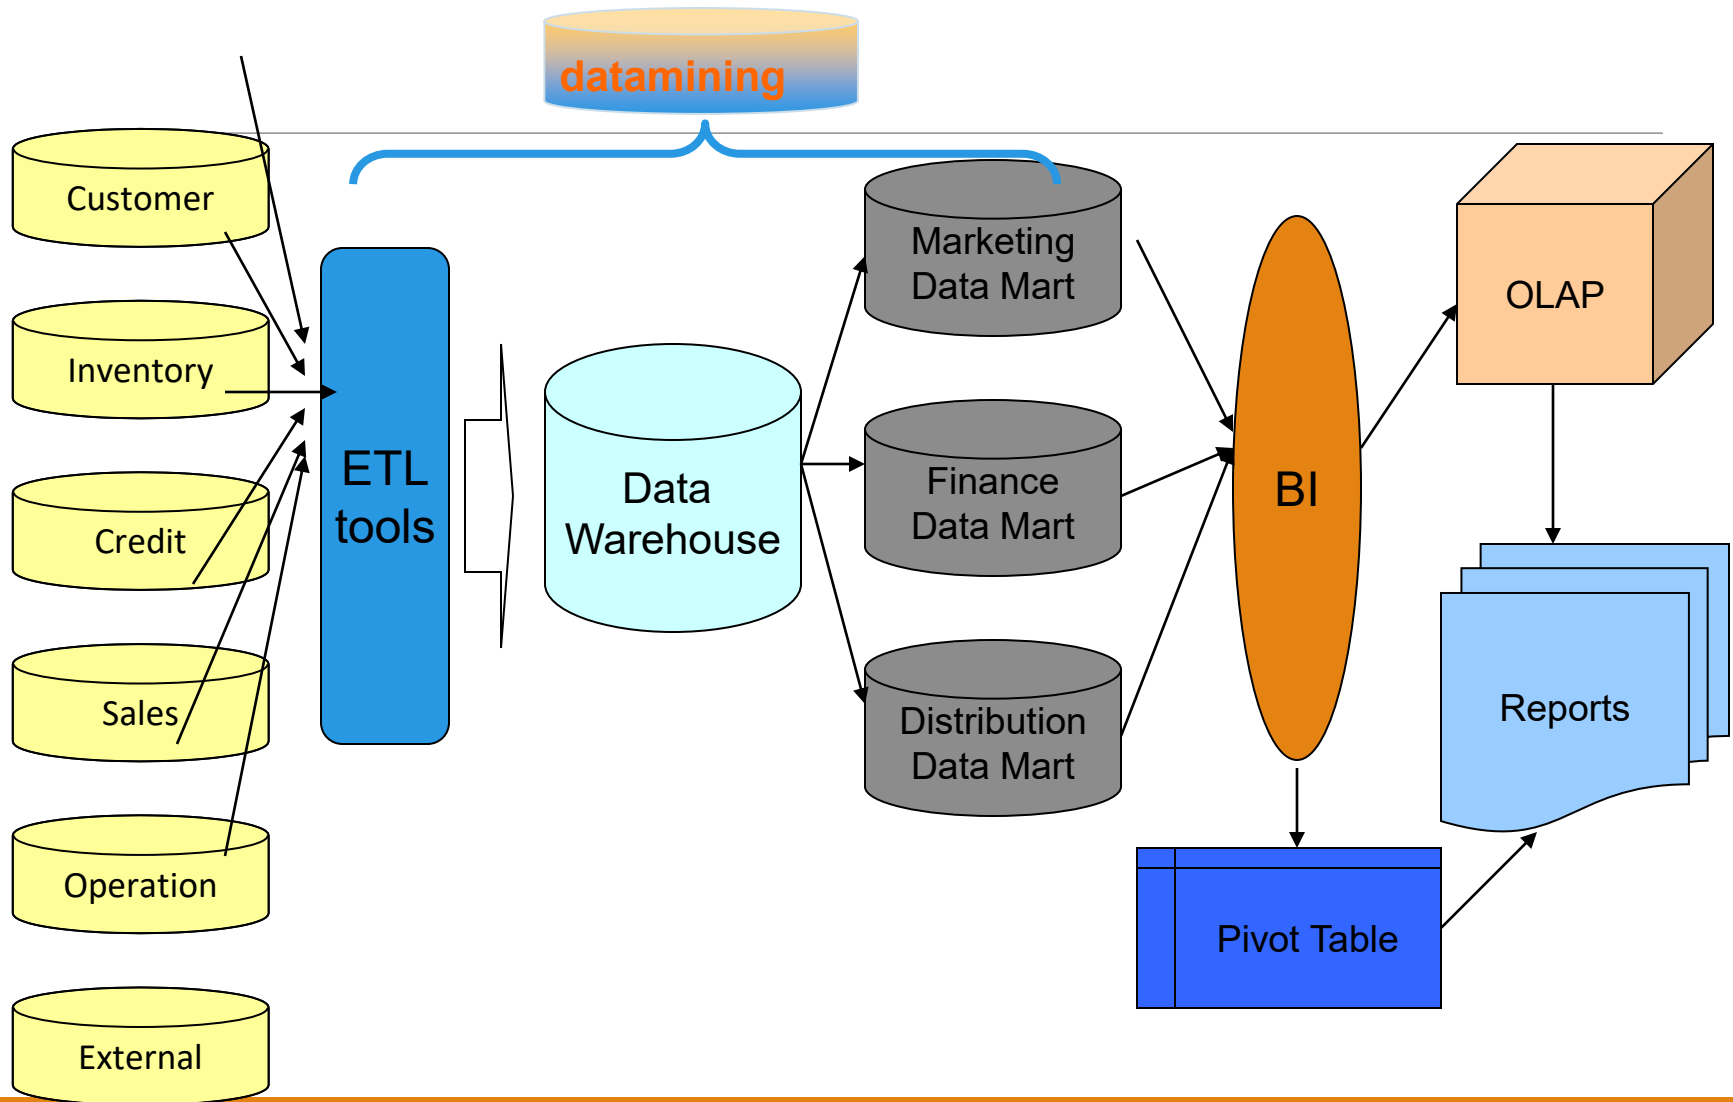 datamining
Customer
Inventory
Credit
Sales
Operation
External
ETL
tools
Data
Warehouse
Marketing
Data Mart
Finance
Data Mart
Distribution
Data Mart
BI
OLAP
Reports
Pivot Table